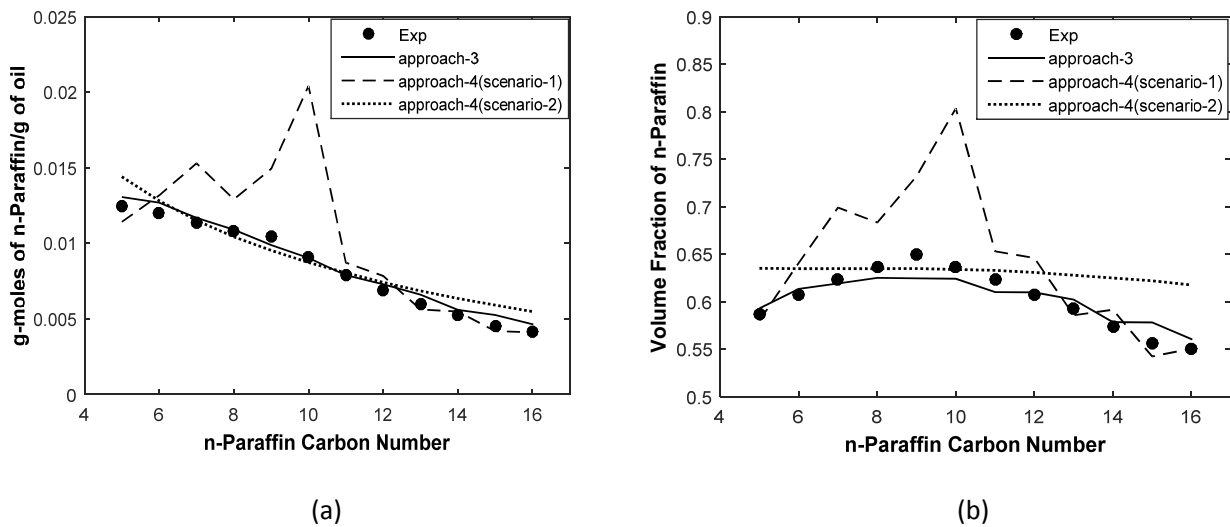 g-moles of n-Paraffin/g of oil
0.025
0.02
0.015
0.01
0.005
0
4
6
8
10
12
14
16
n-Paraffin Carbon Number
Exp
approach-3
approach-4(scenario-1)
approach-4(scenario-2)
(a)
Volume Fraction of n-Paraffin
0.9
0.85
0.8
0.75
0.7
0.65
0.6
0.55
0.5
4
6
8
10
12
14
16
n-Paraffin Carbon Number
Exp
approach-3
approach-4(scenario-1)
approach-4(scenario-2)
(b)